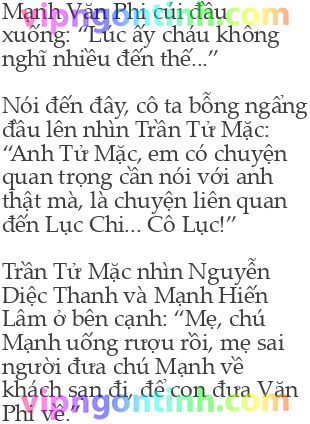 Mạnh Văn Phi cúi đầu
vipngontinh.com
xuống: “Lúc ấy cháu không
nghĩ nhiều đến thế...”
Nói đến đây, cô ta bỗng ngẩng
đầu lên nhìn Trần Tử Mặc:
“Anh Tử Mặc, em có chuyện
quan trọng cần nói với anh
thật mà, là chuyện liên quan
đến Lục Chi... Cô Lục!”
Trần Tử Mặc nhìn Nguyễn
Diệc Thanh và Mạnh Hiến
Lâm ở bên cạnh: “Mẹ, chú
Mạnh uống rượu rồi, mẹ sai
người đưa chú Mạnh về
khách sạn đi, để con đưa Văn
vipngontinh.com
Phi về.”